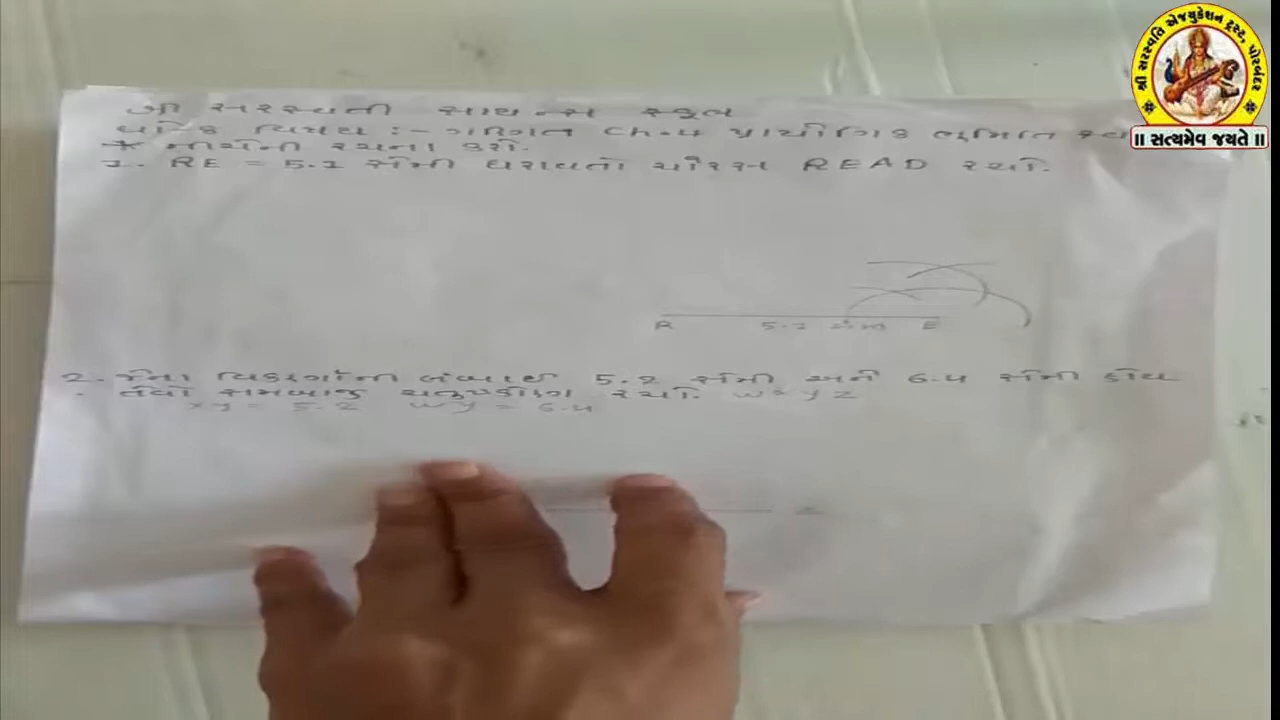 શ્રી સરસ્વતી એજ્યુકેશન ટ્રસ્ટ, પોરબંદર
|| સત્યમેવ જયતે ||
શ્રી સરસ્વતી સાયન્સ સ્કૂલ
વિષય :- ગણિત Ch.4 પ્રાયોગિક ભૂમિતિ
* નીચેની રચના કરો.
1. RE = 5.1 સેમી ધરાવતો ચોરસ READ રચો.
R 5.1 સેમી E
2. જેના વિકર્ણોની લંબાઈ 5.2 સેમી અને 6.4 સેમી હોય
તેવો સમબાજુ ચતુષ્કોણ રચો. WXYZ
XY = 5.2 WY = 6.4